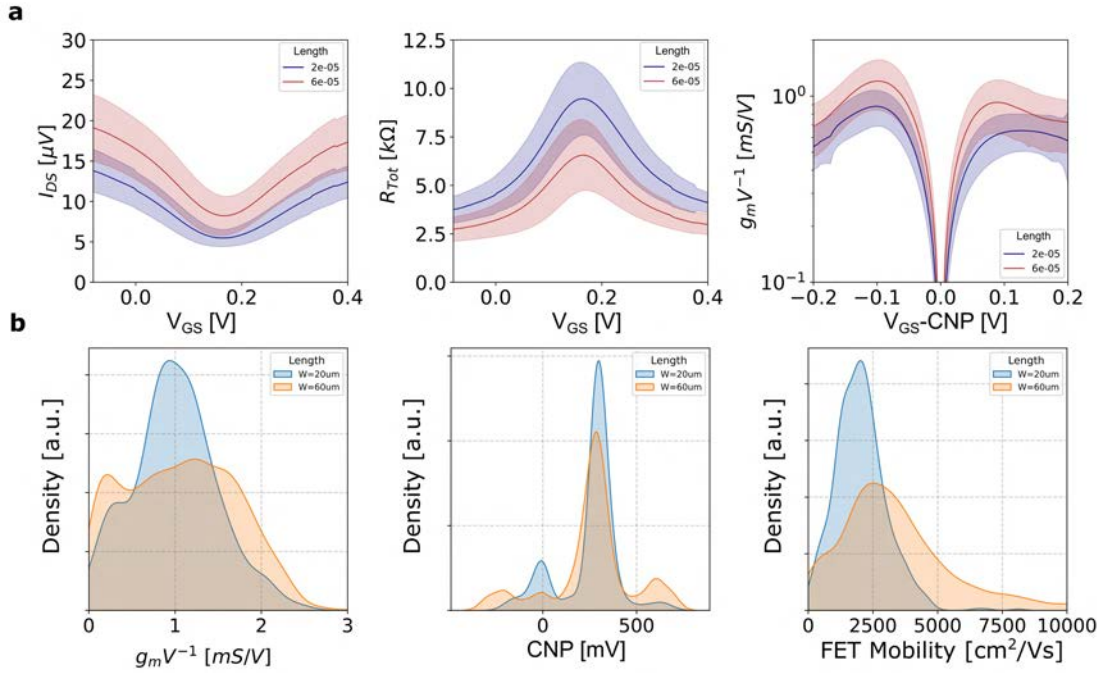 a
30
25
20
15
10
5
0
I_DS [μV]
0.0
0.2
0.4
V_GS [V]
Length
2e-05
6e-05
12.5
10.0
7.5
5.0
2.5
0.0
R_Tot [kΩ]
0.0
0.2
0.4
V_GS [V]
Length
2e-05
6e-05
10⁰
10⁻¹
g_mV⁻¹ [mS/V]
−0.2
−0.1
0.0
0.1
0.2
V_GS-CNP [V]
Length
2e-05
6e-05
b
Density [a.u.]
0
1
2
3
g_mV⁻¹ [mS/V]
Length
W=20um
W=60um
Density [a.u.]
0
500
CNP [mV]
Length
W=20um
W=60um
Density [a.u.]
0
2500
5000
7500
10000
FET Mobility [cm²/Vs]
Length
W=20um
W=60um